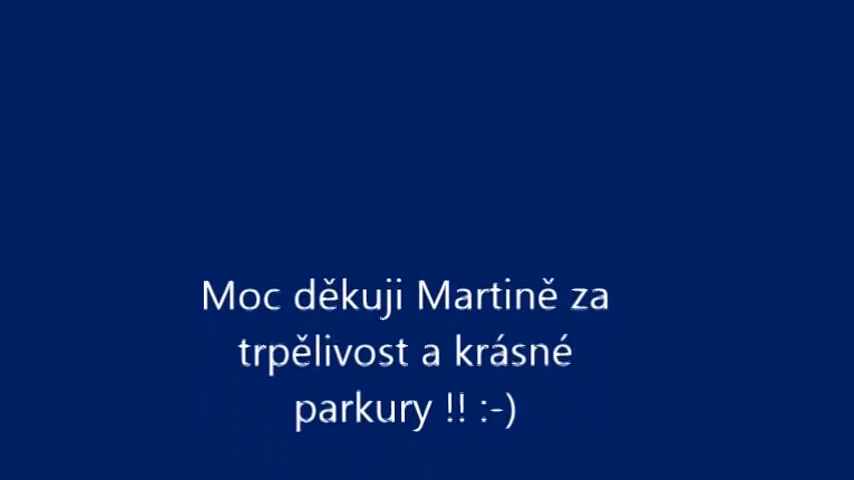 Moc děkuji Martině za
trpělivost a krásné
parkury !! :-)